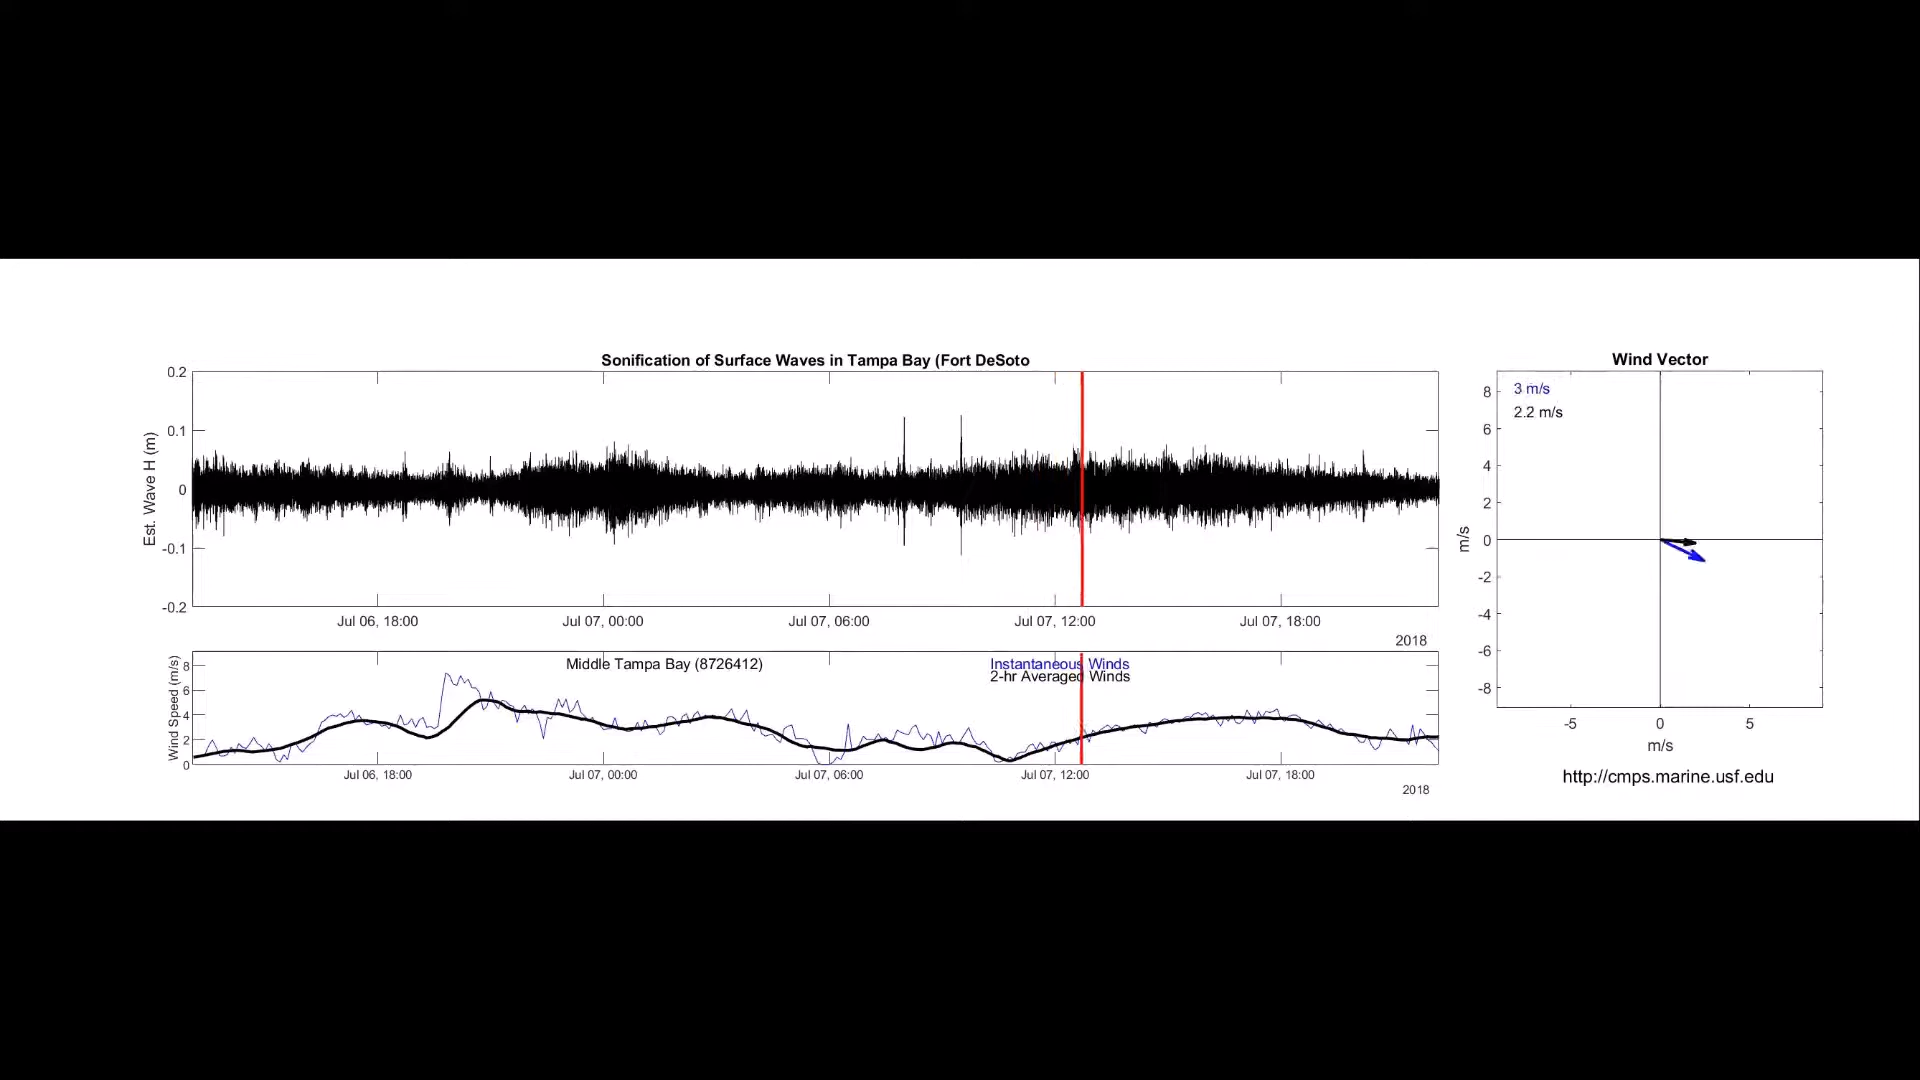 Sonification of Surface Waves in Tampa Bay (Fort DeSoto
Est. Wave H (m)
0.2
0.1
0
-0.1
-0.2
Jul 06, 18:00 Jul 07, 00:00 Jul 07, 06:00 Jul 07, 12:00 Jul 07, 18:00
2018
Middle Tampa Bay (8726412)
Instantaneous Winds
2-hr Averaged Winds
Wind Speed (m/s)
8
6
4
2
0
Jul 06, 18:00 Jul 07, 00:00 Jul 07, 06:00 Jul 07, 12:00 Jul 07, 18:00
2018
Wind Vector
3 m/s
2.2 m/s
m/s
8
6
4
2
0
-2
-4
-6
-8
-5 0 5
m/s
http://cmps.marine.usf.edu